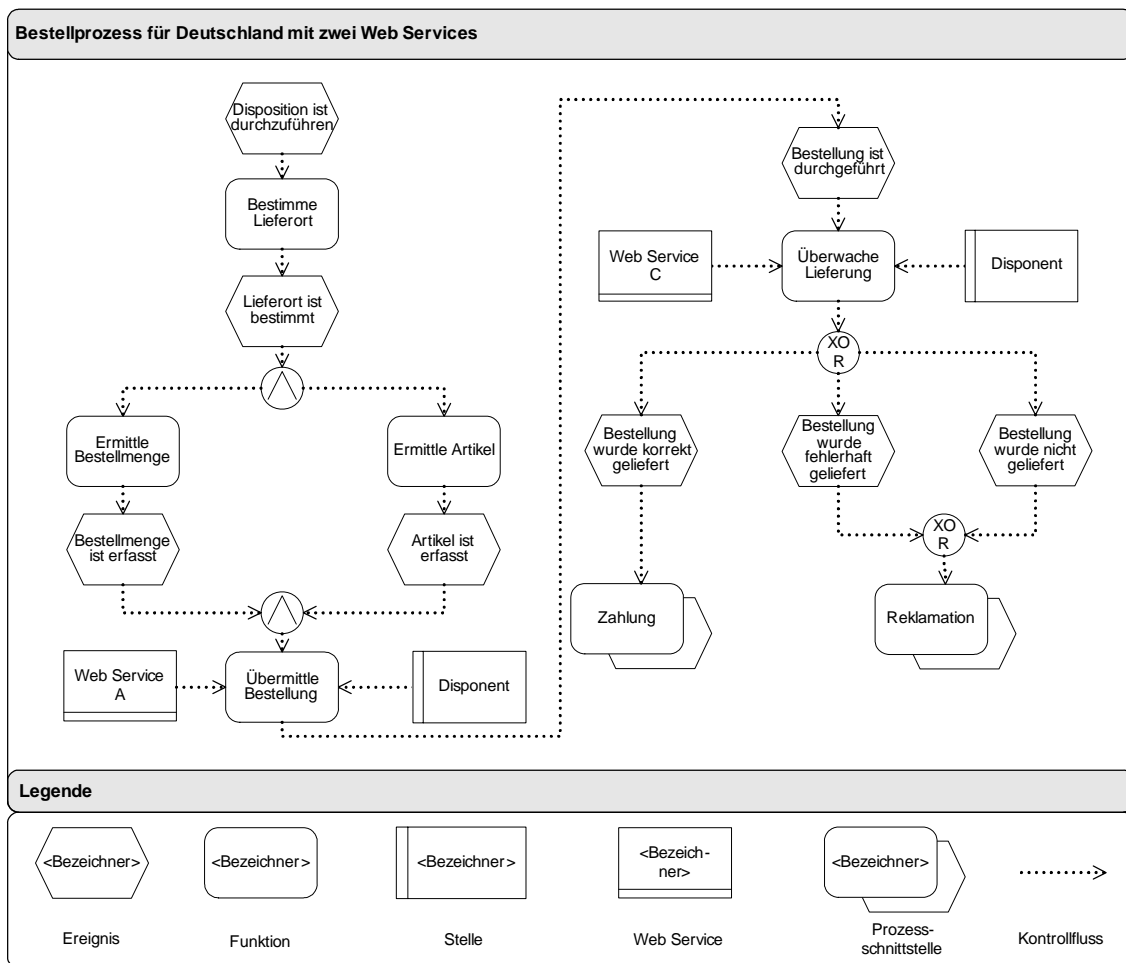 Bestellprozess für Deutschland mit zwei Web Services
Disposition ist
durchzuführen
Bestimme
Lieferort
Lieferort ist
bestimmt
Ermittle
Bestellmenge
Ermittle Artikel
Bestellmenge
ist erfasst
Artikel ist
erfasst
Web Service
A
Übermittle
Bestellung
Disponent
Bestellung ist
durchgeführt
Web Service
C
Überwache
Lieferung
Disponent
XO
R
Bestellung
wurde korrekt
geliefert
Bestellung
wurde
fehlerhaft
geliefert
Bestellung
wurde nicht
geliefert
XO
R
Zahlung
Reklamation
Legende
<Bezeichner>
<Bezeichner>
<Bezeichner>
<Bezeich-
ner>
<Bezeichner>
Ereignis
Funktion
Stelle
Web Service
Prozess-
schnittstelle
Kontrollfluss